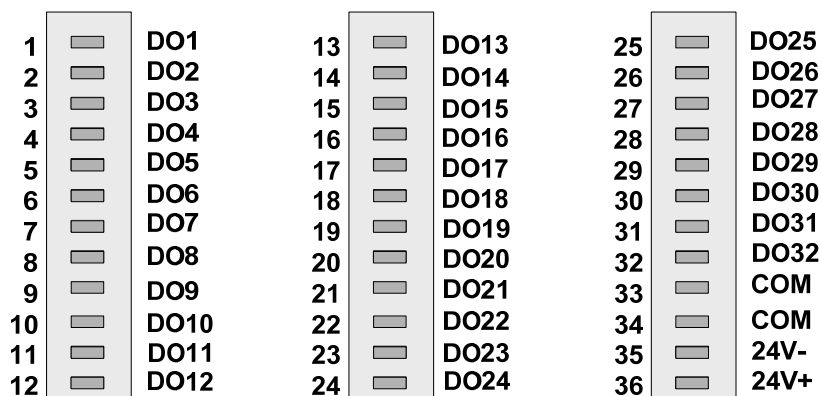 1 DO1
2 DO2
3 DO3
4 DO4
5 DO5
6 DO6
7 DO7
8 DO8
9 DO9
10 DO10
11 DO11
12 DO12
13 DO13
14 DO14
15 DO15
16 DO16
17 DO17
18 DO18
19 DO19
20 DO20
21 DO21
22 DO22
23 DO23
24 DO24
25 DO25
26 DO26
27 DO27
28 DO28
29 DO29
30 DO30
31 DO31
32 DO32
33 COM
34 COM
35 24V-
36 24V+